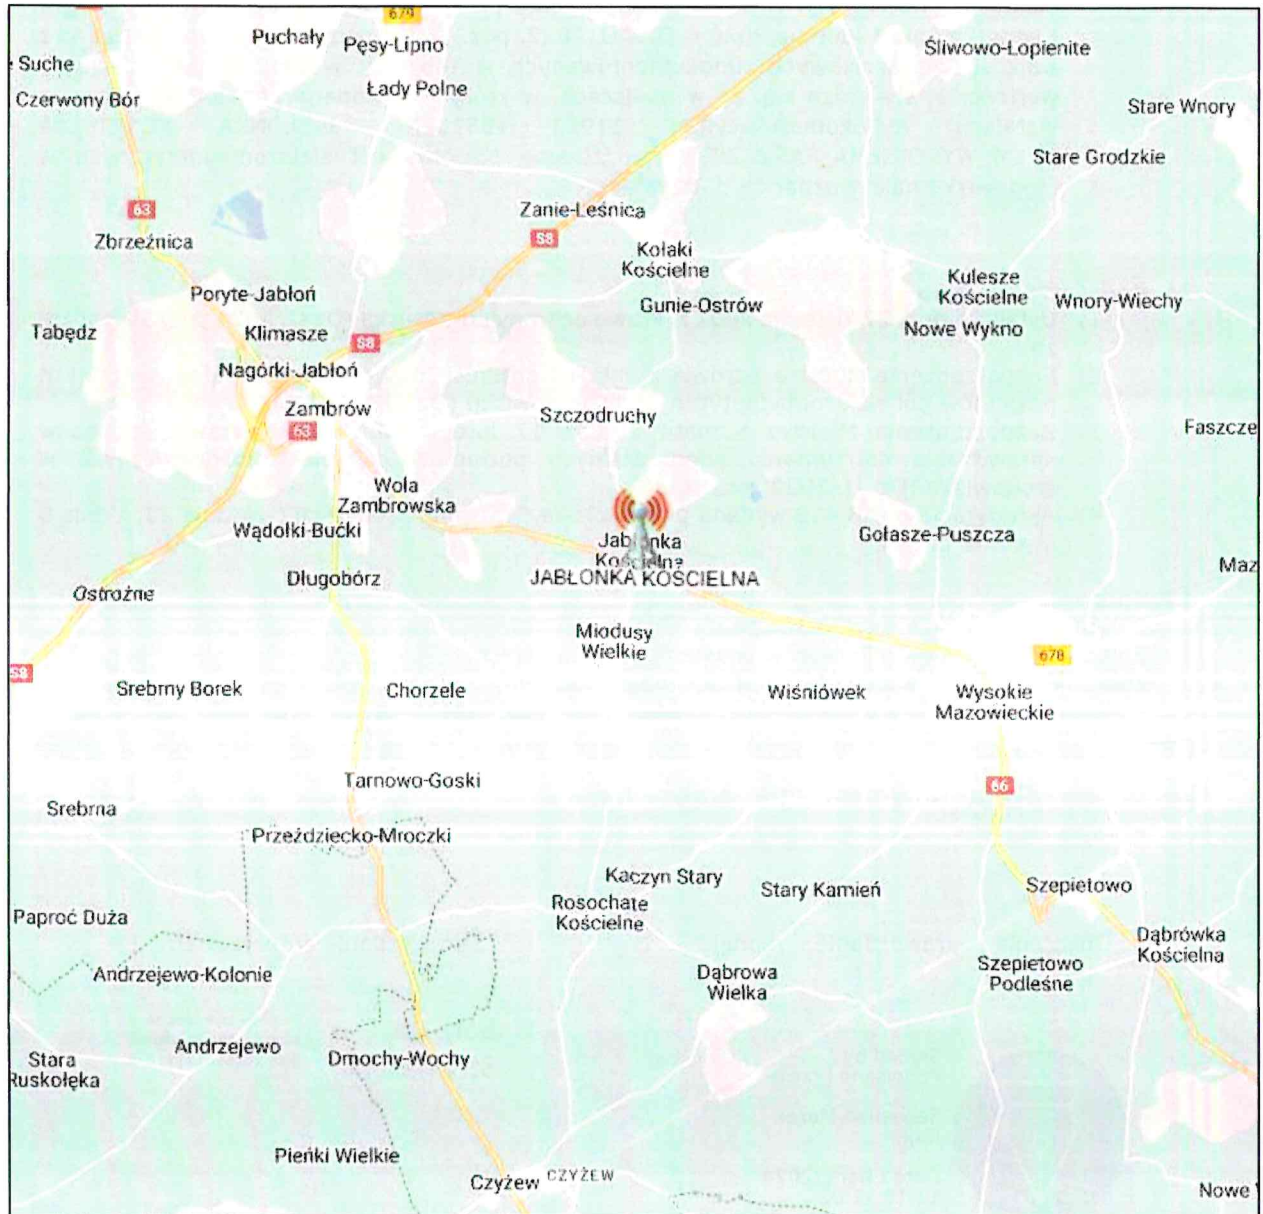 679
Puchały
Pęsy-Lipno
Śliwowo-Łopienite
Suche
Łady Polne
Czerwony Bór
Stare Wnory
Stare Grodzkie
63
Zanie-Leśnica
Zbrzeźnica
S8
Kołaki
Kościelne
Kulesze
Kościelne
Poryte-Jabłoń
Gunie-Ostrów
Wnory-Wiechy
Tabędz
Klimasze
S8
Nowe Wykno
Nagórki-Jabłoń
Zambrów
63
Szczodruchy
Faszcze
Wola
Zambrowska
Wądołki-Bućki
Jabłonka
Kościelna
Gołasze-Puszcza
Maz
JABŁONKA KOŚCIELNA
Długobórz
Ostrożne
Miodusy
Wielkie
678
S8
Srebrny Borek
Chorzele
Wiśniówek
Wysokie
Mazowieckie
Tarnowo-Goski
66
Srebrna
Przeździecko-Mroczki
Kaczyn Stary
Stary Kamień
Szepietowo
Rosochate
Kościelne
Paproć Duża
Dąbrówka
Kościelna
Andrzejewo-Kolonie
Dąbrowa
Wielka
Szepietowo
Podleśne
Andrzejewo
Stara
Ruskołęka
Dmochy-Wochy
Pieńki Wielkie
Czyżew
CZYŻEW
Nowe